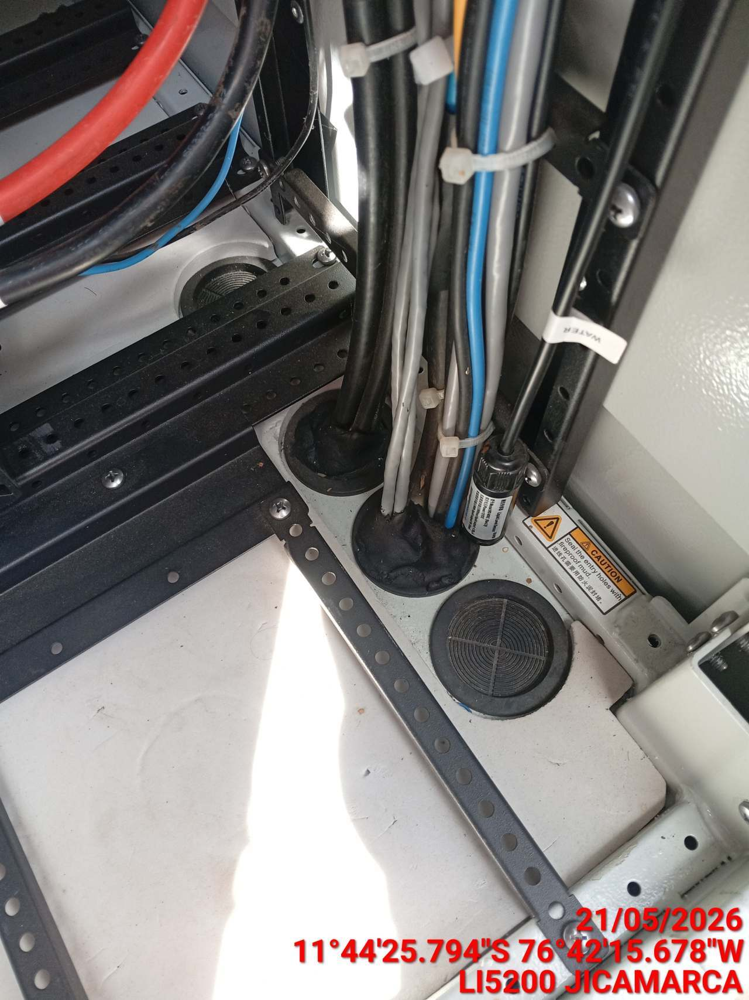 WATER
CAUTION
Seal the entry holes with
fireproof mud.
进线孔需要用防火泥封堵。
21/05/2026
11°44'25.794"S 76°42'15.678"W
LI5200 JICAMARCA